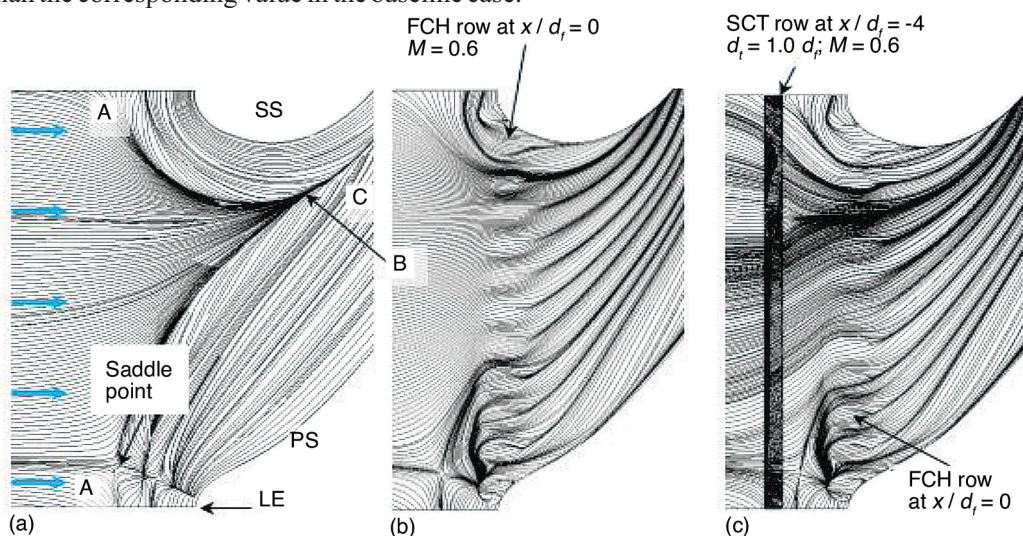 an the corresponding value in the baseline case.
FCH row at x / d_f = 0
M = 0.6
SCT row at x / d_f = -4
d_t = 1.0 d_f; M = 0.6
A
SS
C
B
Saddle
point
PS
A
LE
FCH row
at x / d_f = 0
(a)
(b)
(c)